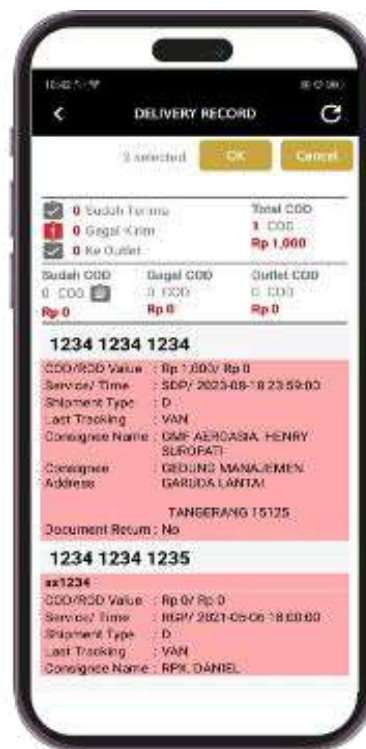 DELIVERY RECORD
2 selected OK Cancel
0 Sudah Terima
0 Gagal Kirim
0 Ke Outlet
Total COD
1 COD
Rp 1,000
Sudah COD Gagal COD Outlet COD
0 COD 0 COD 0 COD
Rp 0 Rp 0 Rp 0
1234 1234 1234
COD/ROD Value : Rp 1,000/ Rp 0
Service/ Time : SDP/ 2023-08-18 23:59:00
Shipment Type : D
Last Tracking : VAN
Consignee Name : GMF AEROASIA. HENRY
SUROPATI
Consignee : GEDUNG MANAJEMEN
Address GARUDA LANTAI
TANGERANG 15125
Document Return : No
1234 1234 1235
COD/ROD Value : Rp 0/ Rp 0
Service/ Time : RGP/ 2021-05-06 18:00:00
Shipment Type : D
Last Tracking : VAN
Consignee Name : RPX. DANIEL